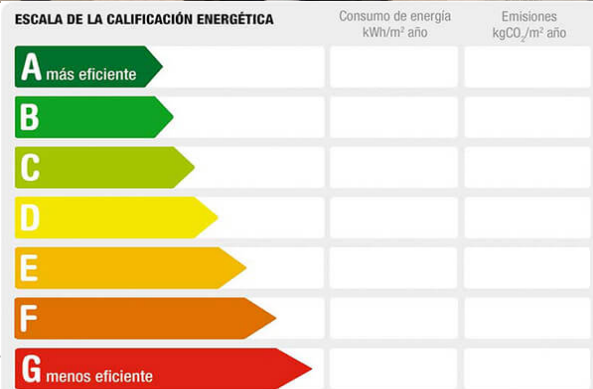 ESCALA DE LA CALIFICACIÓN ENERGÉTICA
Consumo de energía
kWh/m² año
Emisiones
kgCO₂/m² año
A más eficiente
B
C
D
E
F
G menos eficiente